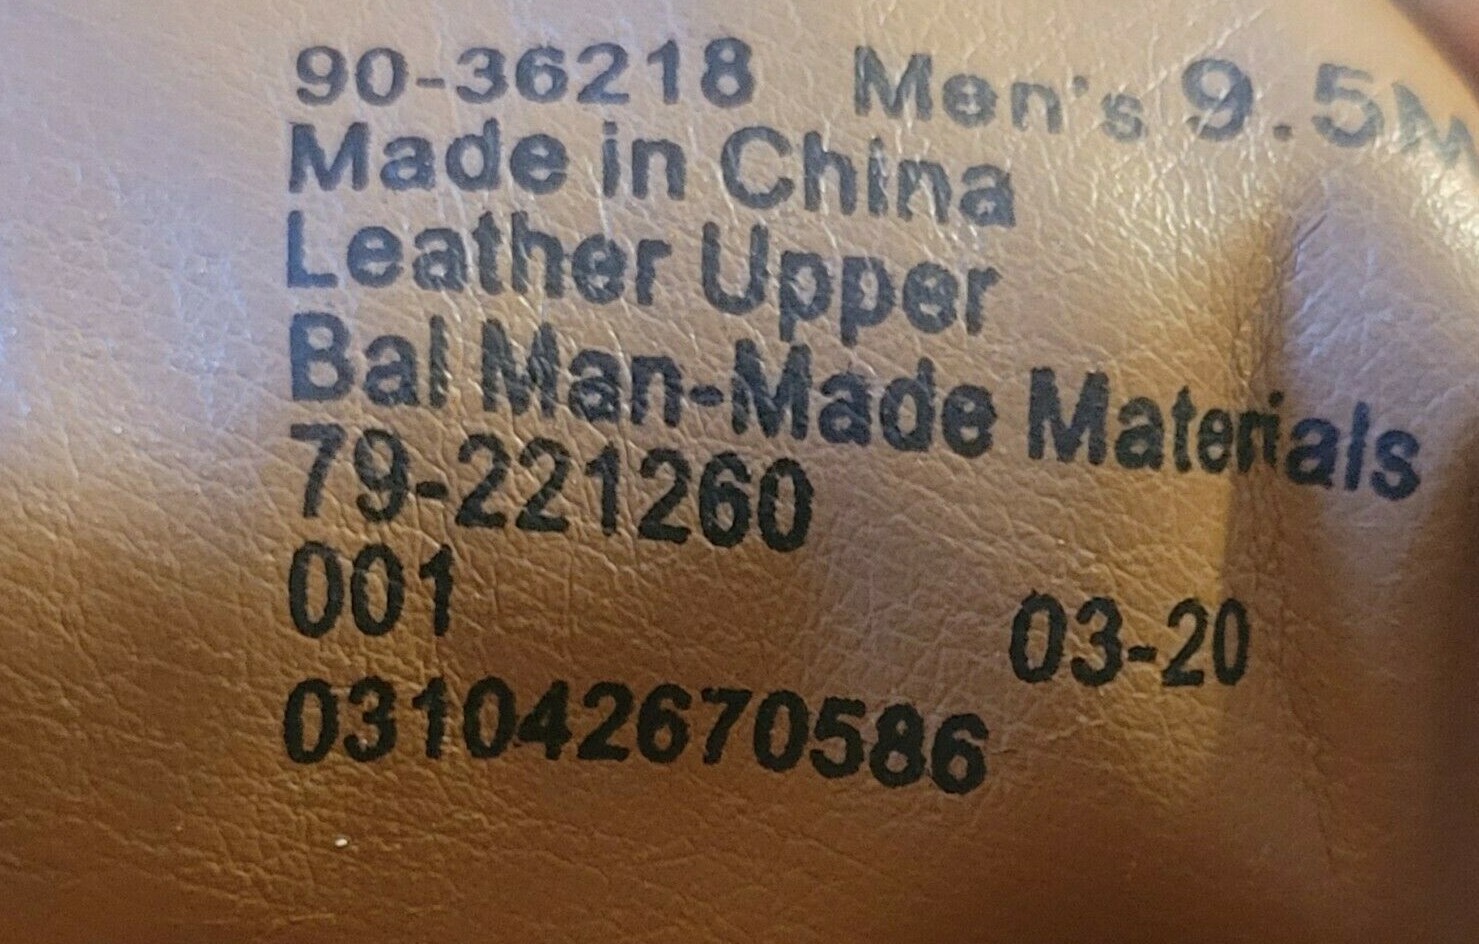 90-36218 Men's 9.5M
Made in China
Leather Upper
Bal Man-Made Materials
79-221260
001 03-20
031042670586